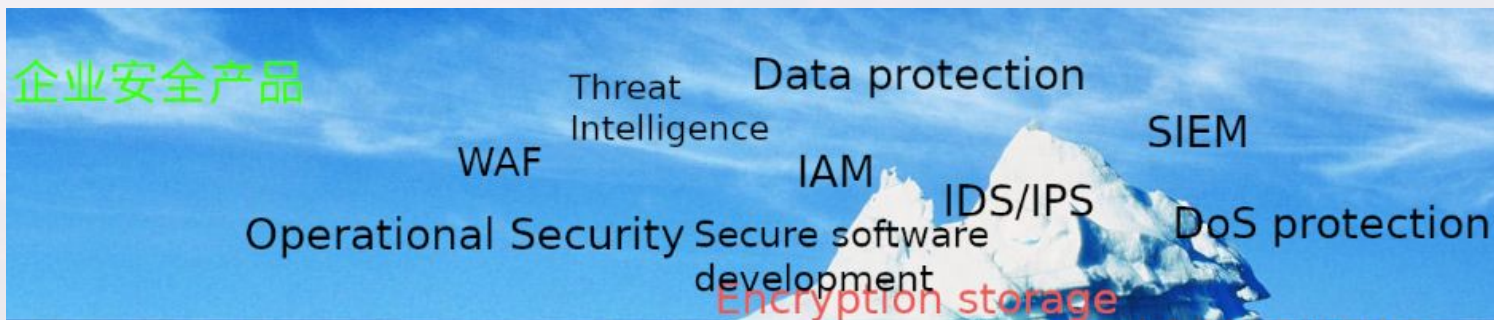 企业安全产品
Threat
Intelligence
Data protection
SIEM
WAF
IAM
IDS/IPS
Operational Security
Secure software
development
DoS protection
Encryption storage